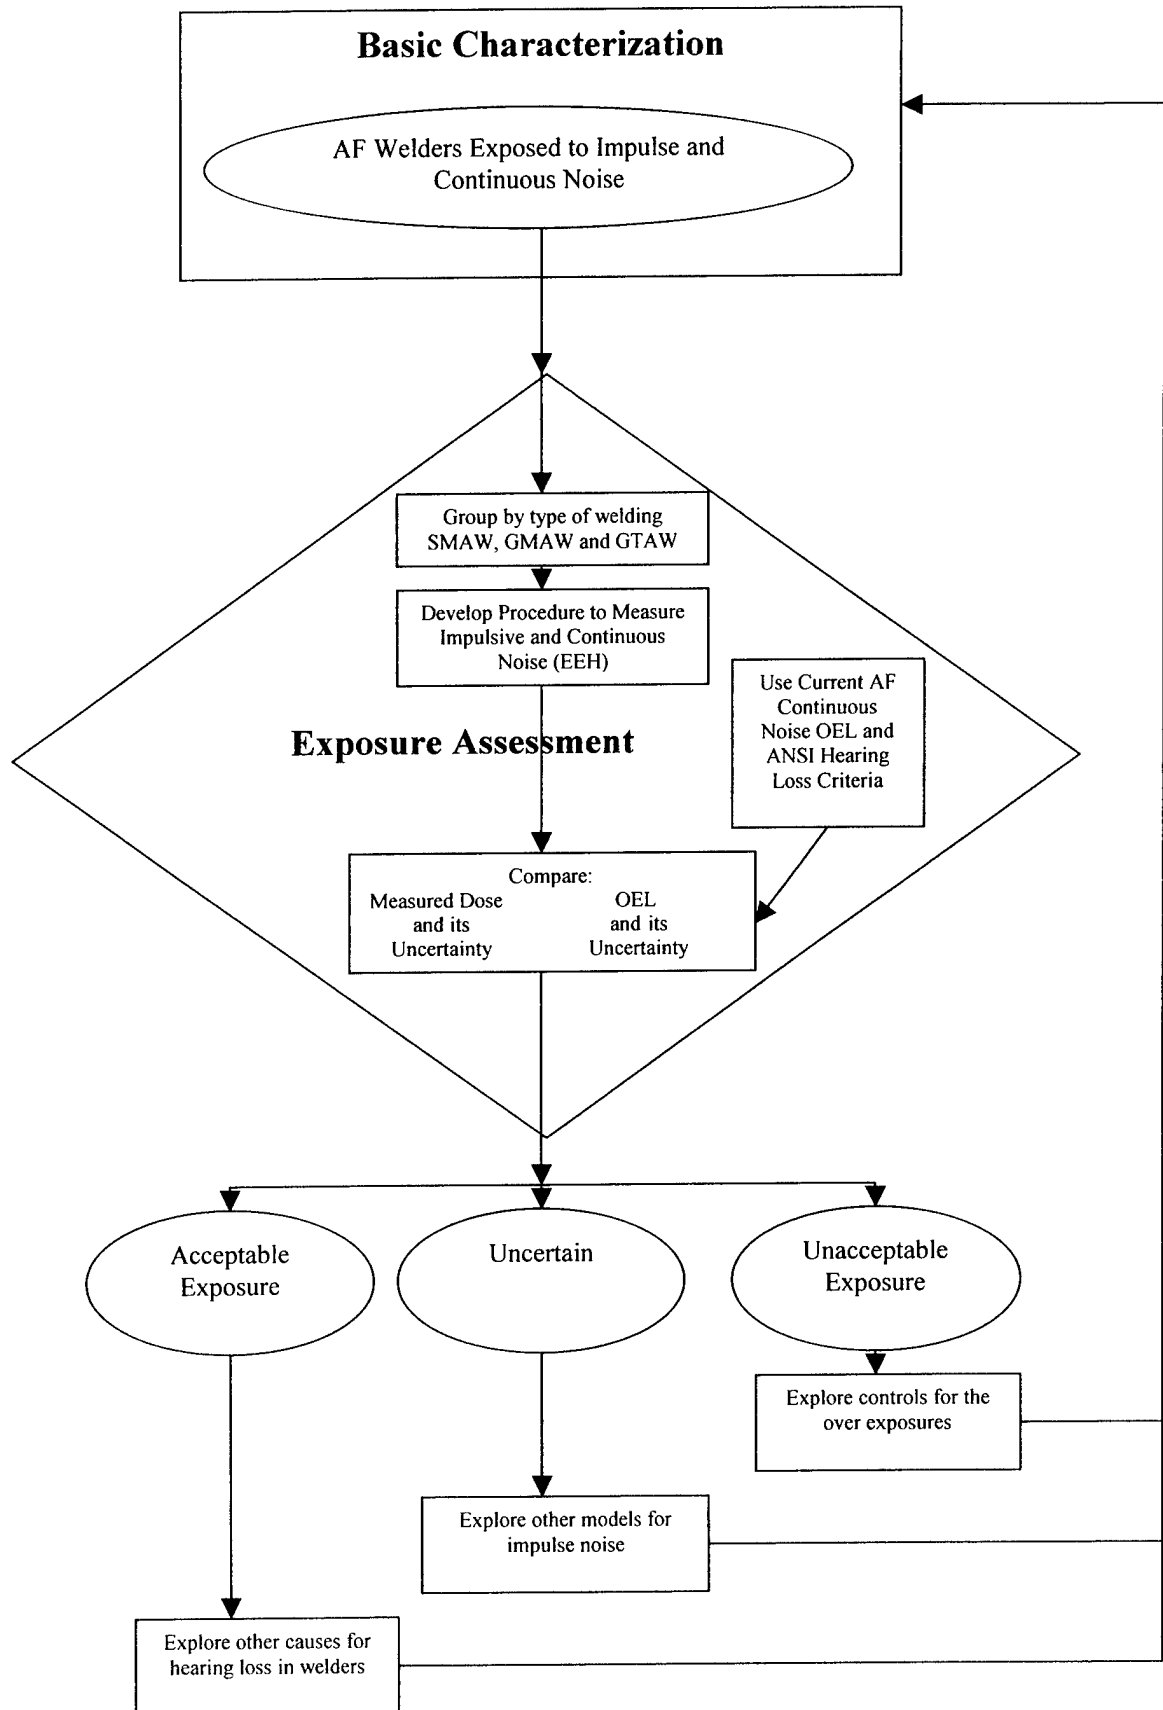 Basic Characterization
AF Welders Exposed to Impulse and
Continuous Noise
Group by type of welding
SMAW, GMAW and GTAW
Develop Procedure to Measure
Impulsive and Continuous
Noise (EEH)
Use Current AF
Continuous
Noise OEL and
ANSI Hearing
Loss Criteria
Exposure Assessment
Compare:
Measured Dose
and its
Uncertainty
OEL
and its
Uncertainty
Acceptable
Exposure
Uncertain
Unacceptable
Exposure
Explore controls for the
over exposures
Explore other models for
impulse noise
Explore other causes for
hearing loss in welders